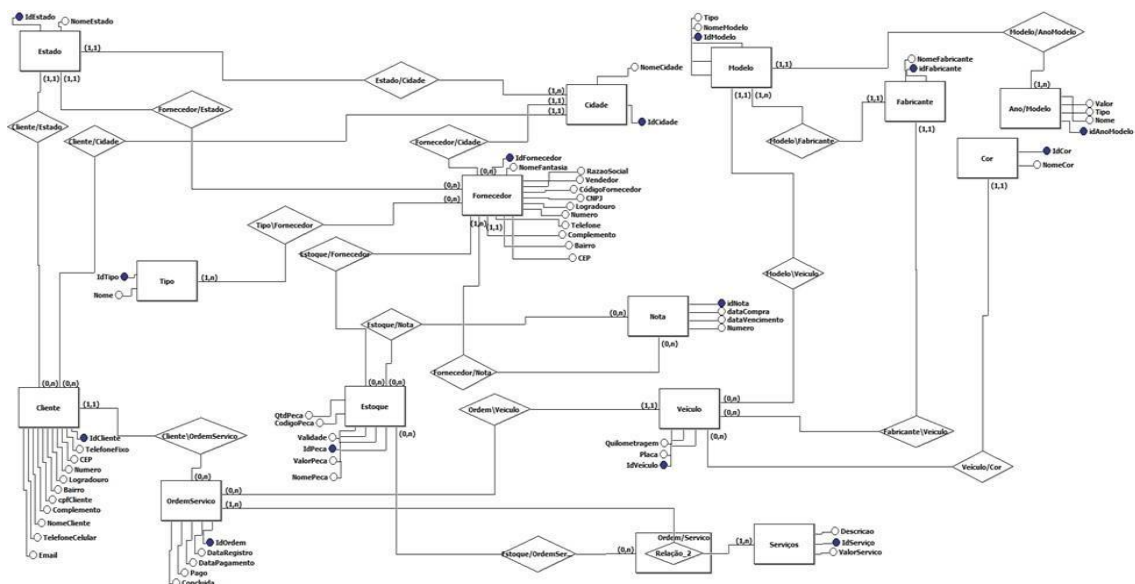 IdEstado
NomeEstado
Estado
(1,1)
(1,1) (1,1)
Estado/Cidade
(1,n)
(1,1)
(1,1)
NomeCidade
Cidade
IdCidade
Tipo
NomeModelo
IdModelo
Modelo
(1,1)
(1,1) (1,n)
Modelo/AnoModelo
(1,n)
Ano/Modelo
Valor
Tipo
Nome
idAnoModelo
NomeFabricante
idFabricante
Fabricante
(1,1)
(1,1)
Modelo\Fabricante
Cor
IdCor
NomeCor
(1,1)
Fornecedor/Estado
Cliente/Estado
Cliente/Cidade
Fornecedor/Cidade
(0,n)
IdFornecedor
NomeFantasia
RazaoSocial
Vendedor
CódigoFornecedor
CNPJ
Logradouro
Numero
Telefone
Complemento
Bairro
CEP
(0,n)
(0,n)
Fornecedor
(1,n)
(1,1)
Tipo\Fornecedor
Estoque/Fornecedor
IdTipo
Nome
Tipo
(1,n)
Modelo\Veículo
Estoque/Nota
(0,n)
Nota
idNota
dataCompra
dataVencimento
Numero
(0,n)
Fornecedor/Nota
(0,n) (0,n)
Cliente
(1,1)
IdCliente
TelefoneFixo
CEP
Numero
Logradouro
Bairro
cpfCliente
Complemento
NomeCliente
TelefoneCelular
Email
Cliente\OrdemServico
(0,n) (0,n)
Estoque
(0,n)
QtdPeca
CodigoPeca
Validade
IdPeca
ValorPeca
NomePeca
Ordem\Veículo
(1,1)
Veículo
(0,n)
(0,n)
(0,n)
Quilometragem
Placa
IdVeículo
Fabricante\Veículo
Veículo/Cor
(0,n)
OrdemServico
(0,n)
(1,n)
IdOrdem
DataRegistro
DataPagamento
Pago
Concluida
Estoque/OrdemSer...
(0,n)
Ordem/Servico
Relação_2
(1,n)
Serviços
Descricao
IdServiço
ValorServico